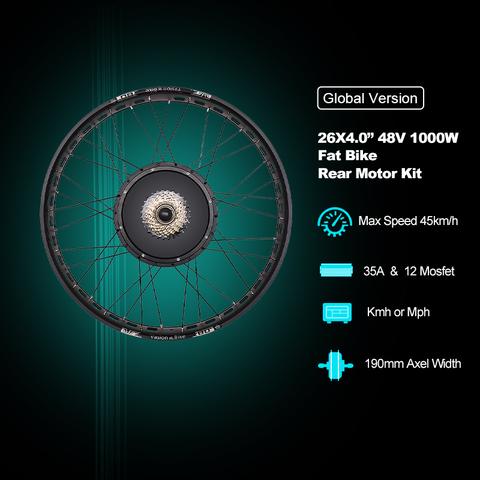 Global Version
26X4.0” 48V 1000W
Fat Bike
Rear Motor Kit
Max Speed 45km/h
35A & 12 Mosfet
Kmh or Mph
190mm Axel Width